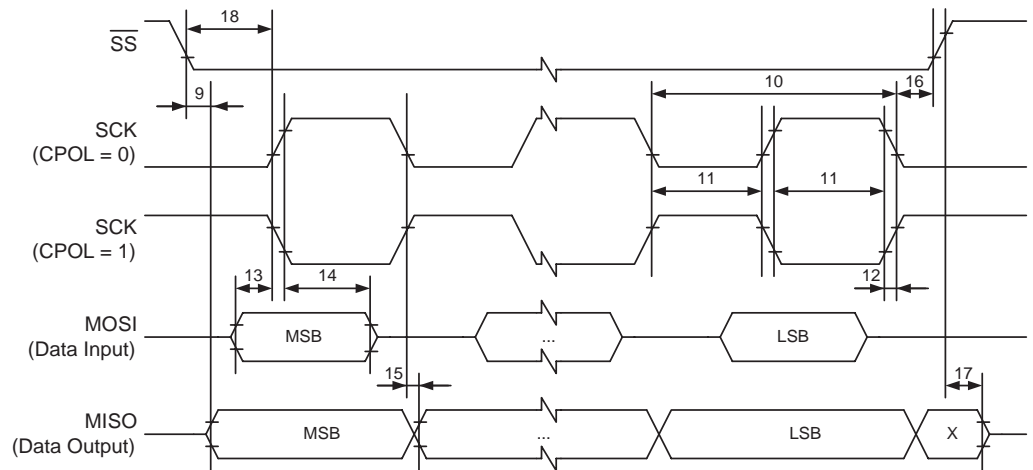 SS
18
9
10
16
SCK
(CPOL = 0)
11
11
SCK
(CPOL = 1)
12
13
14
MOSI
(Data Input)
MSB
...
LSB
15
17
MISO
(Data Output)
MSB
...
LSB
X